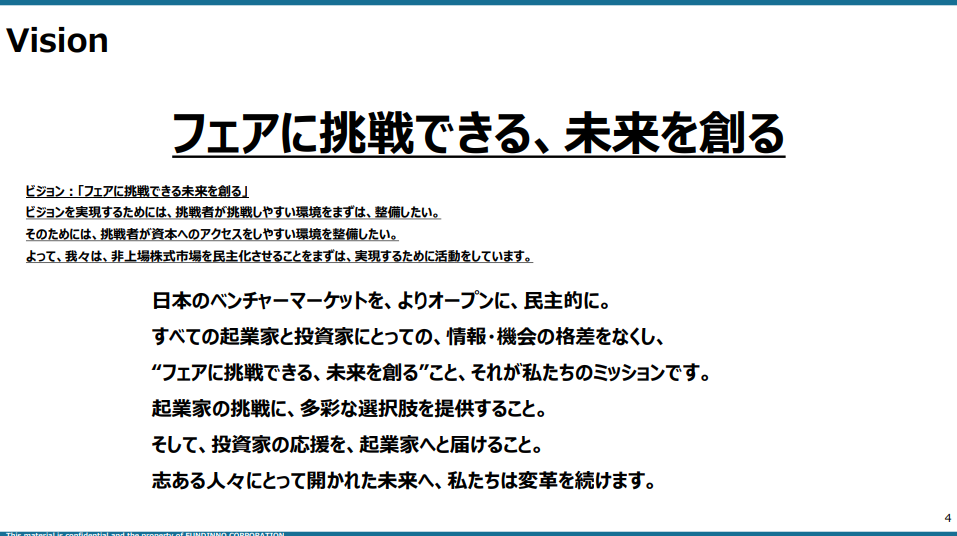 Vision
フェアに挑戦できる、未来を創る
ビジョン：「フェアに挑戦できる未来を創る」
ビジョンを実現するためには、挑戦者が挑戦しやすい環境をまずは、整備したい。
そのためには、挑戦者が資本へのアクセスをしやすい環境を整備したい。
よって、我々は、非上場株式市場を民主化させることをまずは、実現するために活動をしています。
日本のベンチャーマーケットを、よりオープンに、民主的に。
すべての起業家と投資家にとっての、情報・機会の格差をなくし、
“フェアに挑戦できる、未来を創る”こと、それが私たちのミッションです。
起業家の挑戦に、多彩な選択肢を提供すること。
そして、投資家の応援を、起業家へと届けること。
志ある人々にとって開かれた未来へ、私たちは変革を続けます。
4
This material is confidential and the property of FUNDINNO CORPORATION